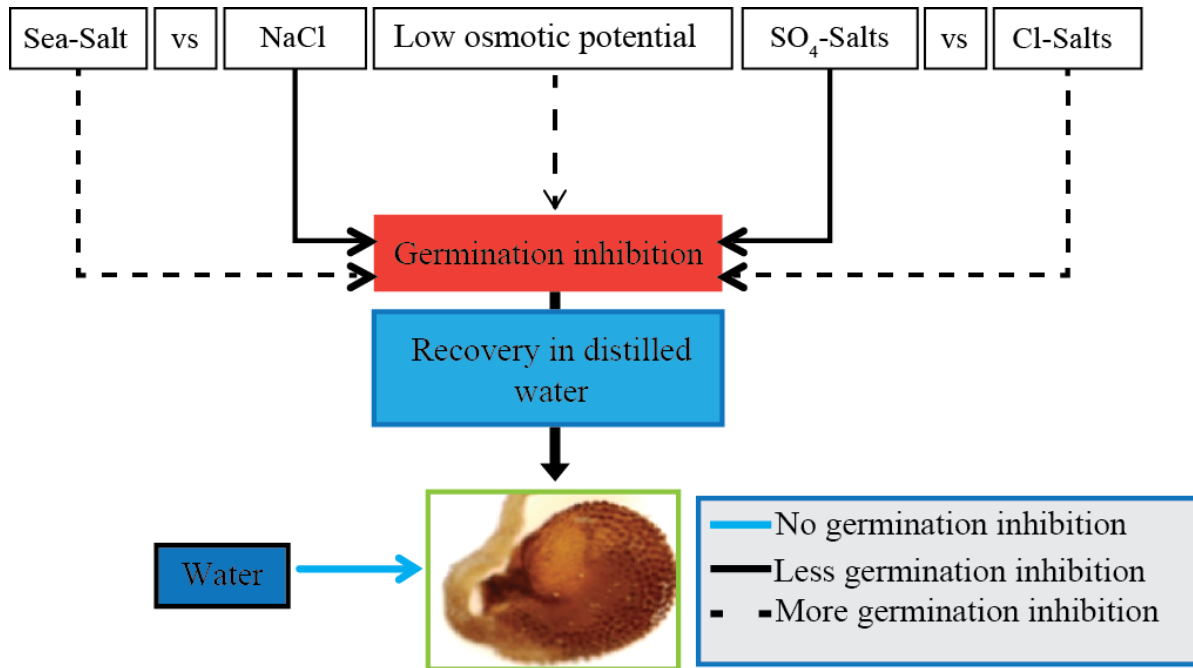 Sea-Salt vs NaCl Low osmotic potential SO₄-Salts vs Cl-Salts
Germination inhibition
Recovery in distilled
water
Water
No germination inhibition
Less germination inhibition
More germination inhibition